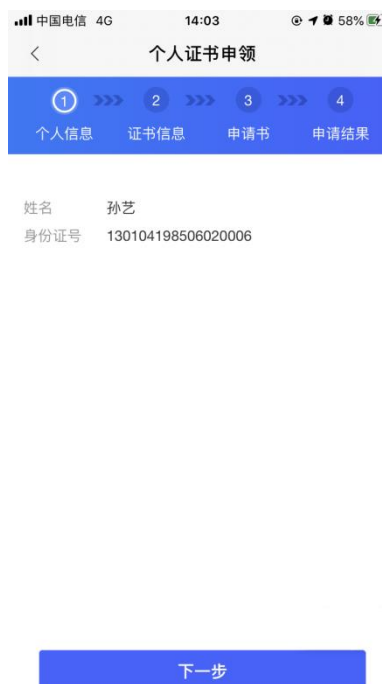 中国电信 4G 14:03 58%
个人证书申领
1 2 3 4
个人信息 证书信息 申请书 申请结果
姓名 孙艺
身份证号 130104198506020006
下一步